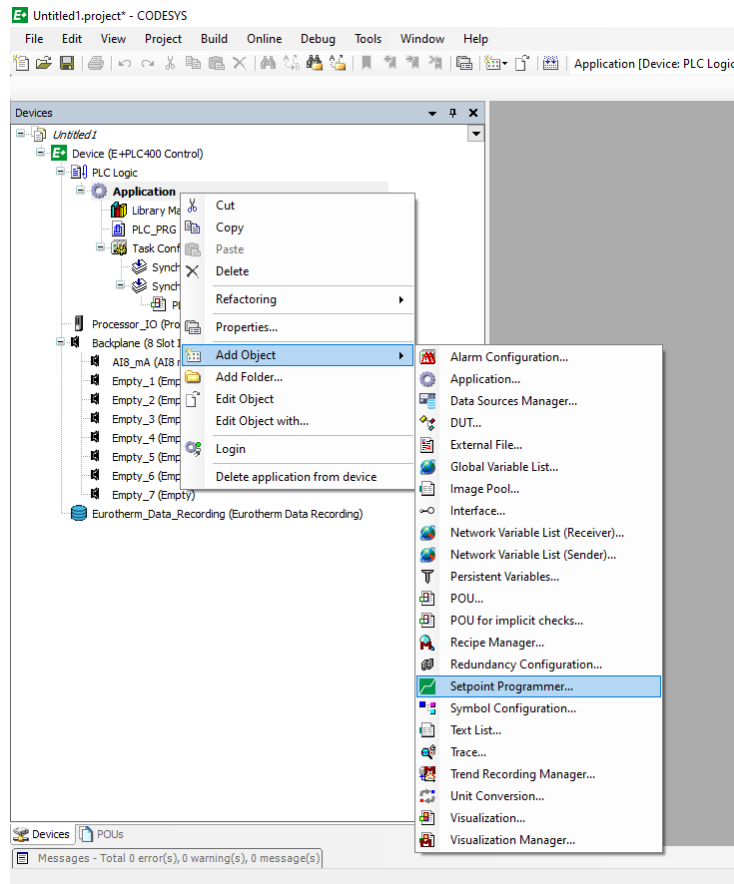 E+ Untitled1.project* - CODESYS
File Edit View Project Build Online Debug Tools Window Help
Application [Device: PLC Logic
Devices
Untitled1
E+ Device (E+PLC400 Control)
PLC Logic
Application
Library Ma
PLC_PRG
Task Conf
Synch
Synch
Pl
Processor_IO (Pro
Backplane (8 Slot I
AI8_mA (AI8 r
Empty_1 (Emp
Empty_2 (Emp
Empty_3 (Emp
Empty_4 (Emp
Empty_5 (Emp
Empty_6 (Emp
Empty_7 (Empty)
Eurotherm_Data_Recording (Eurotherm Data Recording)
Cut
Copy
Paste
Delete
Refactoring
Properties...
Add Object
Add Folder...
Edit Object
Edit Object with...
Login
Delete application from device
Alarm Configuration...
Application...
Data Sources Manager...
DUT...
External File...
Global Variable List...
Image Pool...
Interface...
Network Variable List (Receiver)...
Network Variable List (Sender)...
Persistent Variables...
POU...
POU for implicit checks...
Recipe Manager...
Redundancy Configuration...
Setpoint Programmer...
Symbol Configuration...
Text List...
Trace...
Trend Recording Manager...
Unit Conversion...
Visualization...
Visualization Manager...
Devices POUs
Messages - Total 0 error(s), 0 warning(s), 0 message(s)